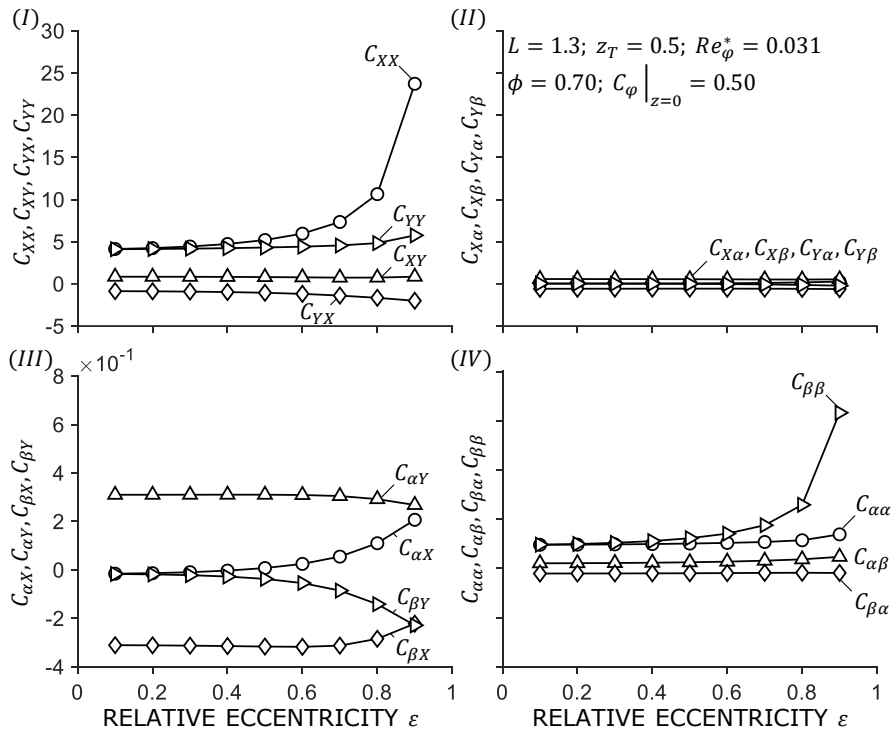 (I)
C_XX, C_XY, C_YX, C_YY
30
25
20
15
10
5
0
-5
C_XX
C_YY
C_XY
C_YX
(II)
C_Xα, C_Xβ, C_Yα, C_Yβ
L = 1.3; z_T = 0.5; Re*_φ = 0.031
ϕ = 0.70; C_φ|_z=0 = 0.50
C_Xα, C_Xβ, C_Yα, C_Yβ
(III)
×10⁻¹
C_αX, C_αY, C_βX, C_βY
8
6
4
2
0
-2
-4
C_αY
C_αX
C_βY
C_βX
0 0.2 0.4 0.6 0.8 1
RELATIVE ECCENTRICITY ε
(IV)
C_αα, C_αβ, C_βα, C_ββ
C_ββ
C_αα
C_αβ
C_βα
0 0.2 0.4 0.6 0.8 1
RELATIVE ECCENTRICITY ε